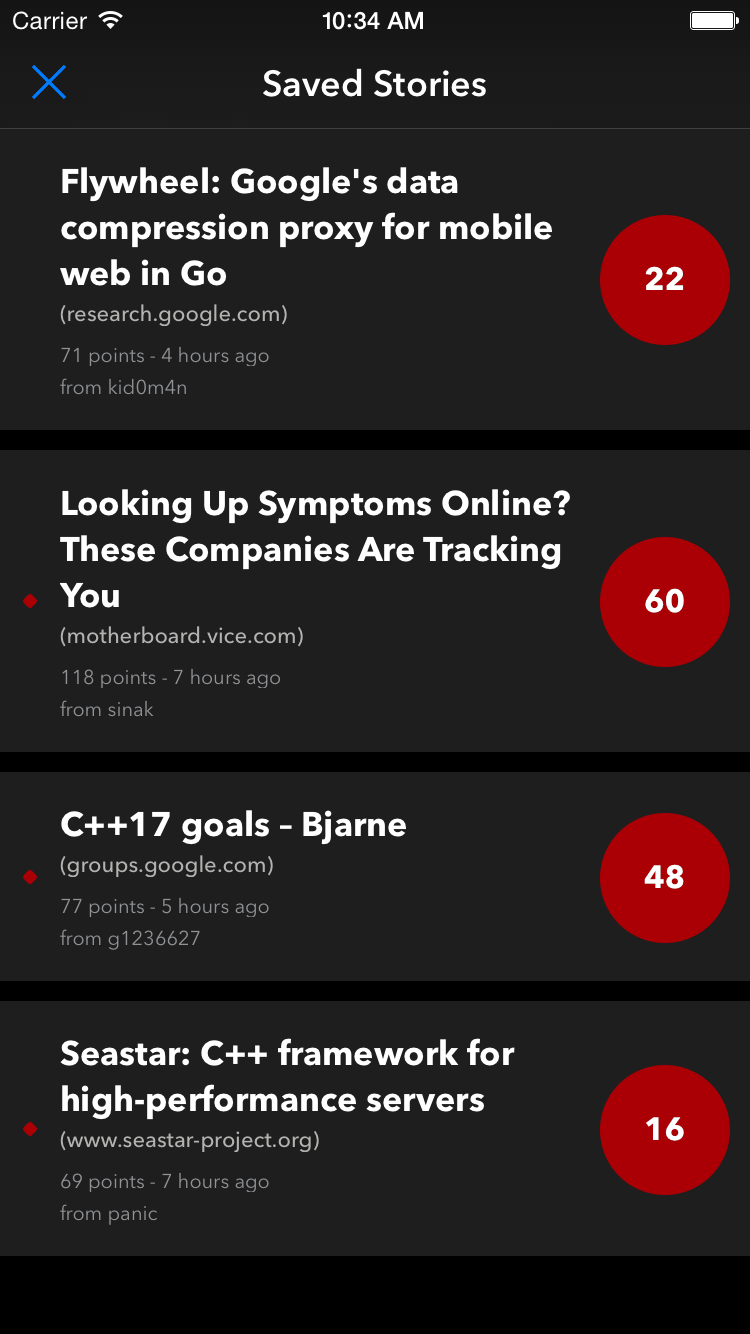 Carrier 10:34 AM
Saved Stories
Flywheel: Google's data
compression proxy for mobile
web in Go
(research.google.com)
71 points - 4 hours ago
from kid0m4n
22
Looking Up Symptoms Online?
These Companies Are Tracking
You
(motherboard.vice.com)
118 points - 7 hours ago
from sinak
60
C++17 goals – Bjarne
(groups.google.com)
77 points - 5 hours ago
from g1236627
48
Seastar: C++ framework for
high-performance servers
(www.seastar-project.org)
69 points - 7 hours ago
from panic
16